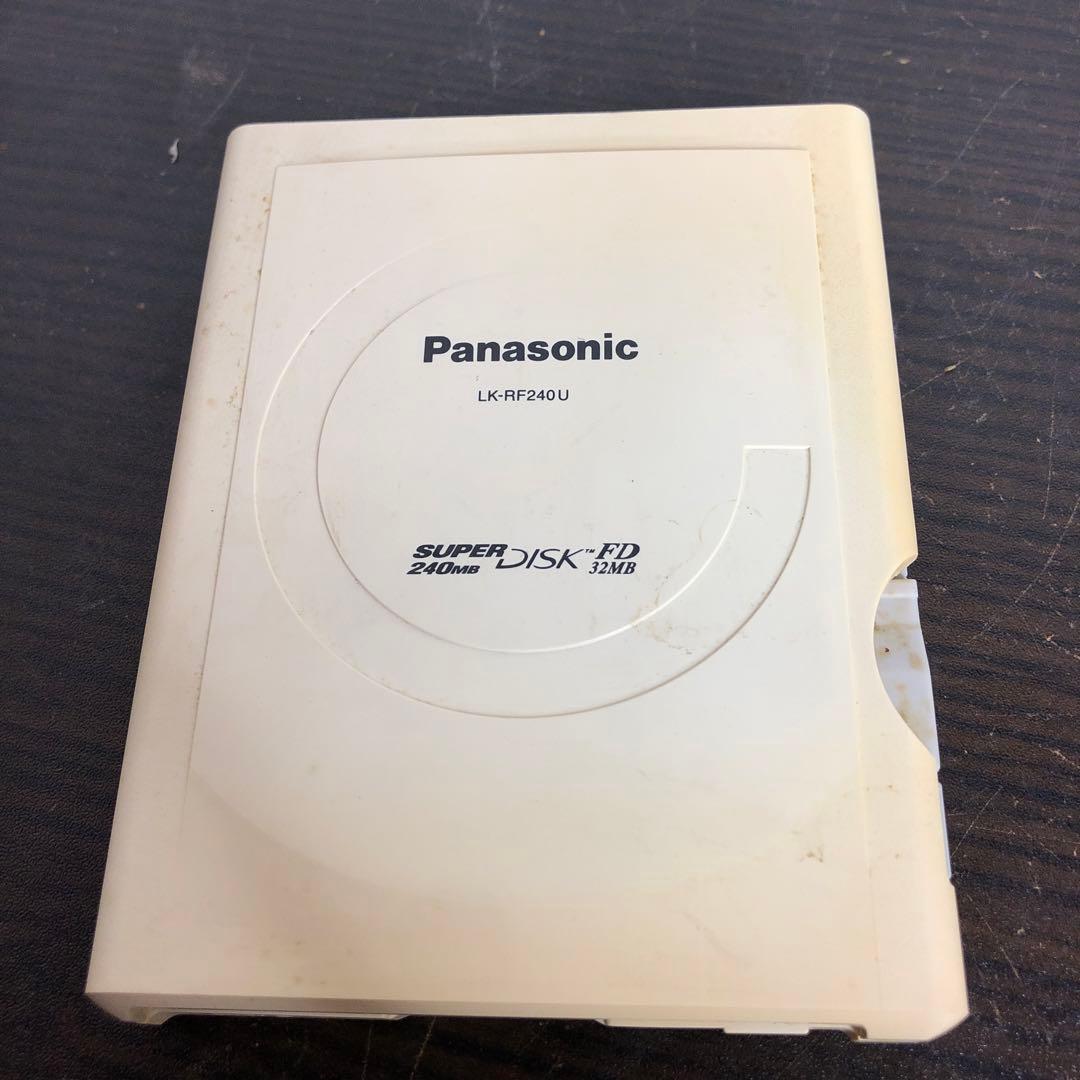 Panasonic
LK-RF240U
SUPER DISK™ FD
240MB 32MB